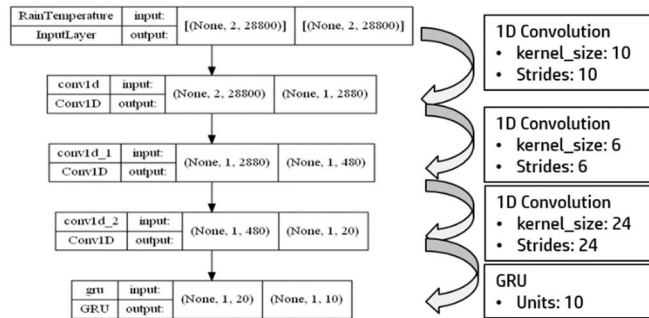 RainTemperature input: [(None, 2, 28800)] [(None, 2, 28800)]
InputLayer output:
conv1d input: (None, 2, 28800) (None, 1, 2880)
Conv1D output:
conv1d_1 input: (None, 1, 2880) (None, 1, 480)
Conv1D output:
conv1d_2 input: (None, 1, 480) (None, 1, 20)
Conv1D output:
gru input: (None, 1, 20) (None, 1, 10)
GRU output:
1D Convolution
• kernel_size: 10
• Strides: 10
1D Convolution
• kernel_size: 6
• Strides: 6
1D Convolution
• kernel_size: 24
• Strides: 24
GRU
• Units: 10